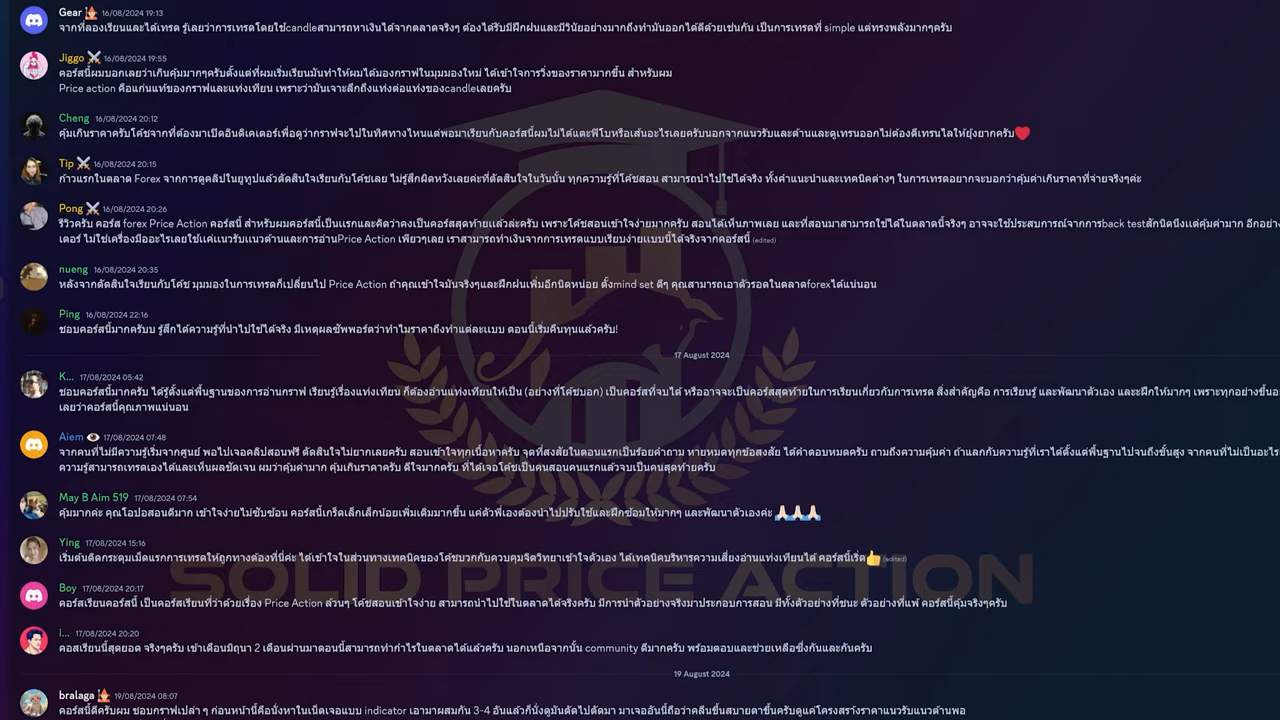 Gear 16/08/2024 19:13
จากที่ลองเรียนและได้เทรด รู้เลยว่าการเทรดโดยใช้candleสามารถหาเงินได้จากตลาดจริงๆ ต้องได้รับมีฝึกฝนและมีวินัยอย่างมากถึงทำมันออกได้ดีด้วยเช่นกัน เป็นการเทรดที่ simple แต่ทรงพลังมากๆครับ
Jiggo 16/08/2024 19:55
คอร์สนี้ผมบอกเลยว่าเกินคุ้มมากๆครับตั้งแต่ที่ผมเริ่มเรียนมันทำให้ผมได้มองกราฟในมุมมองใหม่ ได้เข้าใจการวิ่งของราคามากขึ้น สำหรับผม
Price action คือแก่นแท้ของกราฟและแท่งเทียน เพราะว่ามันเจาะลึกถึงแท่งต่อแท่งของcandleเลยครับ
Cheng 16/08/2024 20:12
คุ้มเกินราคาครับโค้ชจากที่ต้องมาเปิดอินดิเคเตอร์เพื่อดูว่ากราฟจะไปในทิศทางไหนแต่พอมาเรียนกับคอร์สนี้ผมไม่ได้แตะฟีโบหรือเส้นอะไรเลยครับนอกจากแนวรับและต้านและดูเทรนออกไม่ต้องตีเทรนไลให้ยุ่งยากครับ❤️
Tip 16/08/2024 20:15
ก้าวแรกในตลาด Forex จากการดูคลิปในยูทูปแล้วตัดสินใจเรียนกับโค้ชเลย ไม่รู้สึกผิดหวังเลยค่ะที่ตัดสินใจในวันนั้น ทุกความรู้ที่โค้ชสอน สามารถนำไปใช้ได้จริง ทั้งคำแนะนำและเทคนิคต่างๆ ในการเทรดอยากจะบอกว่าคุ้มค่าเกินราคาที่จ่ายจริงๆค่ะ
Pong 16/08/2024 20:26
รีวิวครับ คอร์ส forex Price Action คอร์สนี้ สำหรับผมคอร์สนี้เป็นแรกและคิดว่าคงเป็นคอร์สสุดท้ายแล้วล่ะครับ เพราะโค้ชสอนเข้าใจง่ายมากครับ สอนได้เห็นภาพเลย และที่สอนมาสามารถใช้ได้ในตลาดนี้จริงๆ อาจจะใช้ประสบการณ์จากการback testสักนิดนึงแต่คุ้มค่ามาก อีกอย่าง
เตอร์ ไม่ใช่เครื่องมืออะไรเลยใช้แค่แนวรับแนวต้านและการอ่านPrice Action เพียวๆเลย เราสามารถทำเงินจากการเทรดแบบเรียบง่ายแบบนี้ได้จริงจากคอร์สนี้ (edited)
nueng 16/08/2024 20:35
หลังจากตัดสินใจเรียนกับโค้ช มุมมองในการเทรดก็เปลี่ยนไป Price Action ถ้าคุณเข้าใจมันจริงๆและฝึกฝนเพิ่มอีกนิดหน่อย ตั้งmind set ดีๆ คุณสามารถเอาตัวรอดในตลาดforexได้แน่นอน
Ping 16/08/2024 22:16
ชอบคอร์สนี้มากครับบ รู้สึกได้ความรู้ที่นำไปใช้ได้จริง มีเหตุผลซัพพอร์ตว่าทำไมราคาถึงทำแต่ละแบบ ตอนนี้เริ่มคืนทุนแล้วครับ!
17 August 2024
K... 17/08/2024 05:42
ชอบคอร์สนี้มากครับ ได้รู้ตั้งแต่พื้นฐานของการอ่านกราฟ เรียนรู้เรื่องแท่งเทียน ก็ต้องอ่านแท่งเทียนให้เป็น (อย่างที่โค้ชบอก) เป็นคอร์สที่จบได้ หรืออาจจะเป็นคอร์สสุดท้ายในการเรียนเกี่ยวกับการเทรด สิ่งสำคัญคือ การเรียนรู้ และพัฒนาตัวเอง และฝึกให้มากๆ เพราะทุกอย่างขึ้นอ
เลยว่าคอร์สนี้คุณภาพแน่นอน
Aiem 17/08/2024 07:48
จากคนที่ไม่มีความรู้เริ่มจากศูนย์ พอไปเจอคลิปสอนฟรี ตัดสินใจไม่ยากเลยครับ สอนเข้าใจทุกเนื้อหาครับ จุดที่สงสัยในตอนแรกเป็นร้อยคำถาม หายหมดทุกข้อสงสัย ได้คำตอบหมดครับ ถามถึงความคุ้มค่า ถ้าแลกกับความรู้ที่เราได้ตั้งแต่พื้นฐานไปจนถึงขั้นสูง จากคนที่ไม่เป็นอะไร
ความรู้สามารถเทรดเองได้และเห็นผลชัดเจน ผมว่าคุ้มค่ามาก คุ้มเกินราคาครับ ดีใจมากครับ ที่ได้เจอโค้ชเป็นคนสอนคนแรกแล้วจบเป็นคนสุดท้ายครับ
May B Aim 519 17/08/2024 07:54
คุ้มมากค่ะ คุณโอปอสอนดีมาก เข้าใจง่ายไม่ซับซ้อน คอร์สนี้เกร็ดเล็กเล็กน้อยเพิ่มเติมมากขึ้น แค่ตัวพี่เองต้องนำไปปรับใช้และฝึกซ้อมให้มากๆ และพัฒนาตัวเองค่ะ 🙏🏻🙏🏻🙏🏻
Ying 17/08/2024 15:16
เริ่มต้นติดกระดุมเม็ดแรกการเทรดให้ถูกทางต้องที่นี่ค่ะ ได้เข้าใจในส่วนทางเทคนิคของโค้ชบวกกับควบคุมจิตวิทยาเข้าใจตัวเอง ได้เทคนิคบริหารความเสี่ยงอ่านแท่งเทียนได้ คอร์สนี้เริ่ด👍 (edited)
Boy 17/08/2024 20:17
คอร์สเรียนคอร์สนี้ เป็นคอร์สเรียนที่ว่าด้วยเรื่อง Price Action ล้วนๆ โค้ชสอนเข้าใจง่าย สามารถนำไปใช้ในตลาดได้จริงครับ มีการนำตัวอย่างจริงมาประกอบการสอน มีทั้งตัวอย่างที่ชนะ ตัวอย่างที่แพ้ คอร์สนี้คุ้มจริงๆครับ
SOLID PRICE ACTION
i... 17/08/2024 20:20
คอสเรียนนี้สุดยอด จริงๆครับ เข้าเดือนมิถุนา 2 เดือนผ่านมาตอนนี้สามารถทำกำไรในตลาดได้แล้วครับ นอกเหนือจากนั้น community ดีมากครับ พร้อมตอบและช่วยเหลือซึ่งกันและกันครับ
19 August 2024
bralaga 19/08/2024 08:07
คอร์สนี้ดีครับผม ชอบกราฟเปล่า ๆ ก่อนหน้านี้คือนั่งหาในเน็ตเจอแบบ indicator เอามาผสมกัน 3-4 อันแล้วก็นั่งดูมันตัดไปตัดมา มาเจออันนี้ถือว่าคลีนขึ้นสบายตาขึ้นครับดูแค่โครงสร้างราคาแนวรับแนวต้านพอ